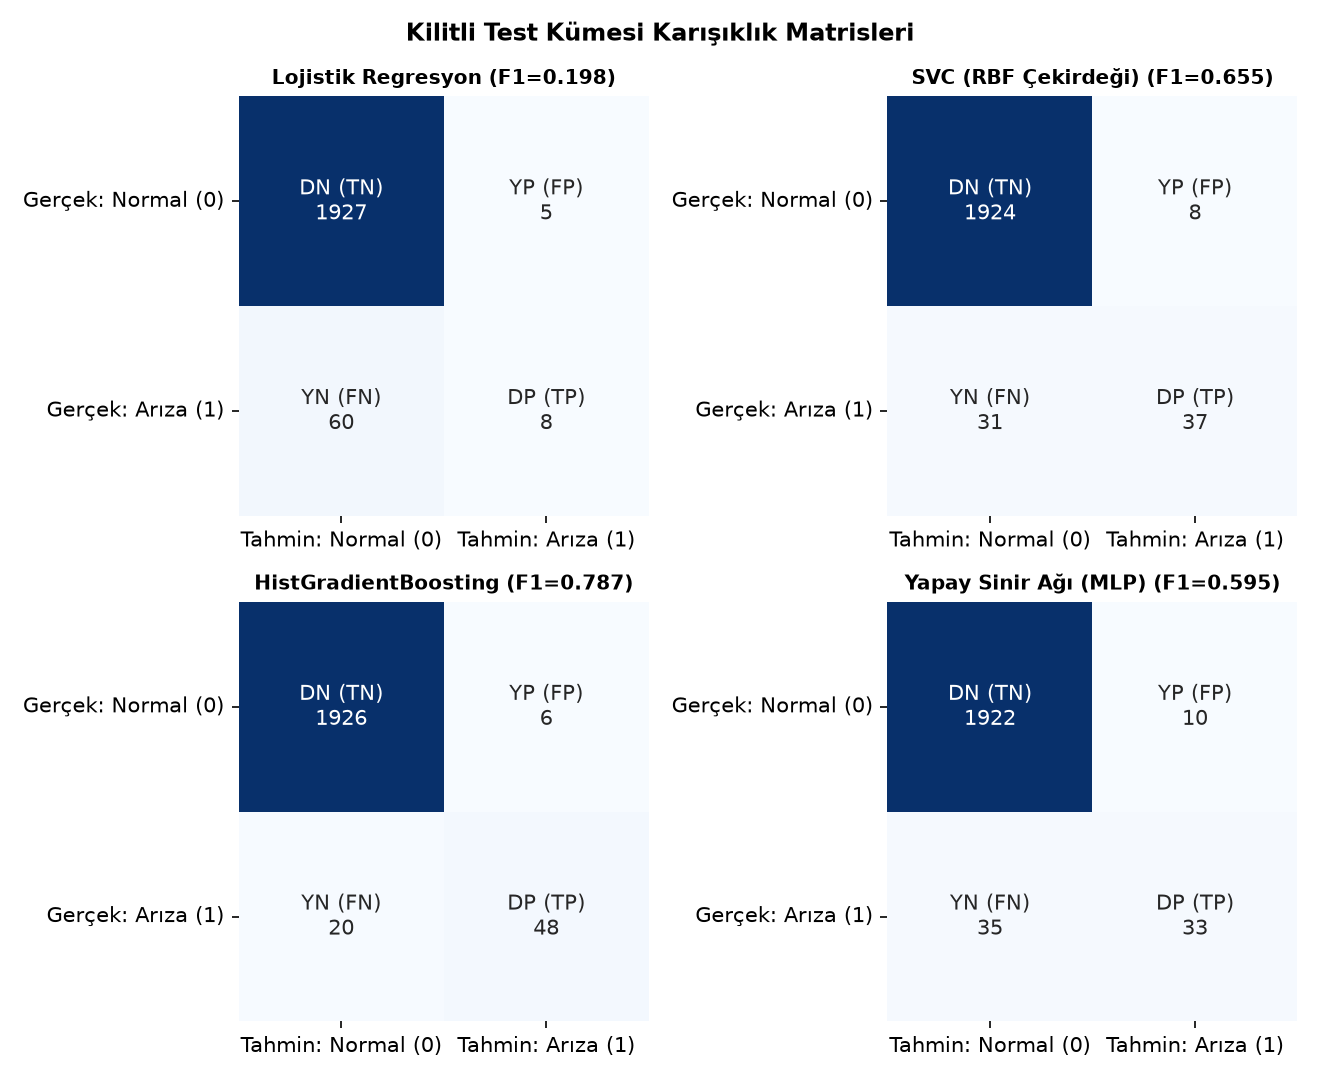 Kilitli Test Kümesi Karışıklık Matrisleri
Lojistik Regresyon (F1=0.198)
Gerçek: Normal (0)
DN (TN)
1927
YP (FP)
5
Gerçek: Arıza (1)
YN (FN)
60
DP (TP)
8
Tahmin: Normal (0)
Tahmin: Arıza (1)
SVC (RBF Çekirdeği) (F1=0.655)
Gerçek: Normal (0)
DN (TN)
1924
YP (FP)
8
Gerçek: Arıza (1)
YN (FN)
31
DP (TP)
37
Tahmin: Normal (0)
Tahmin: Arıza (1)
HistGradientBoosting (F1=0.787)
Gerçek: Normal (0)
DN (TN)
1926
YP (FP)
6
Gerçek: Arıza (1)
YN (FN)
20
DP (TP)
48
Tahmin: Normal (0)
Tahmin: Arıza (1)
Yapay Sinir Ağı (MLP) (F1=0.595)
Gerçek: Normal (0)
DN (TN)
1922
YP (FP)
10
Gerçek: Arıza (1)
YN (FN)
35
DP (TP)
33
Tahmin: Normal (0)
Tahmin: Arıza (1)